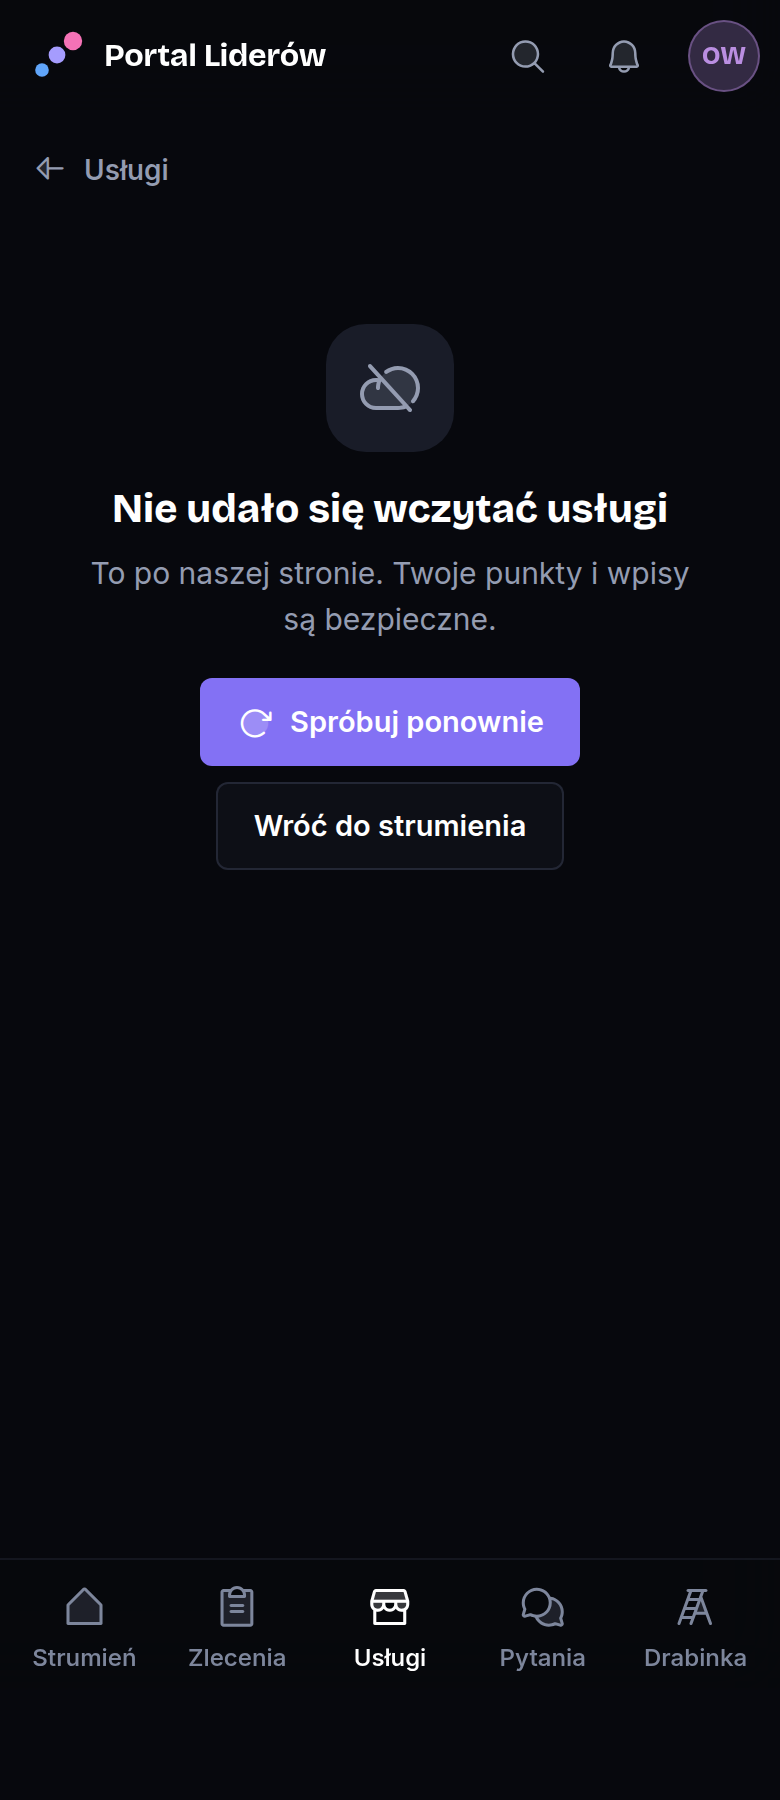 Portal Liderów
OW
Usługi
Nie udało się wczytać usługi
To po naszej stronie. Twoje punkty i wpisy
są bezpieczne.
Spróbuj ponownie
Wróć do strumienia
Strumień
Zlecenia
Usługi
Pytania
Drabinka